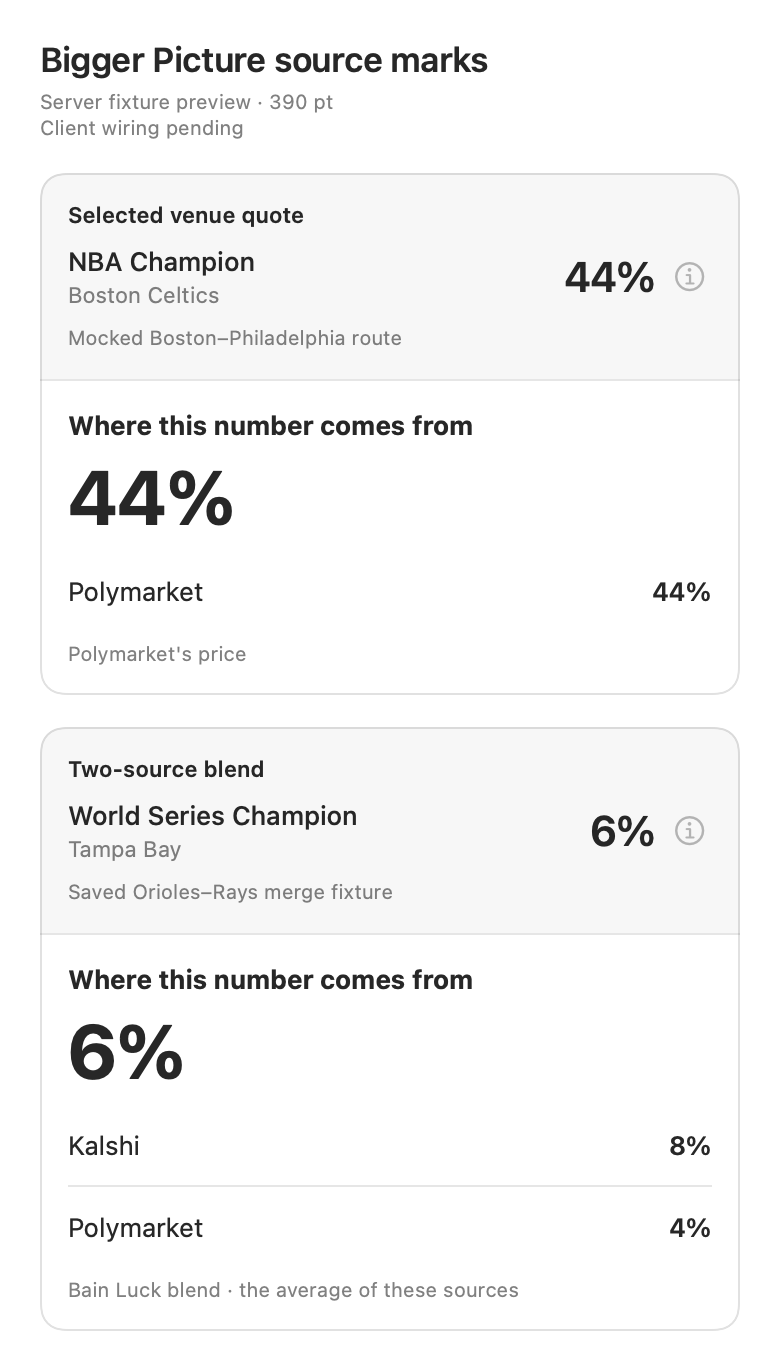 Bigger Picture source marks
Server fixture preview · 390 pt
Client wiring pending
Selected venue quote
NBA Champion
Boston Celtics
44%
Mocked Boston–Philadelphia route
Where this number comes from
44%
Polymarket 44%
Polymarket's price
Two-source blend
World Series Champion
Tampa Bay
6%
Saved Orioles–Rays merge fixture
Where this number comes from
6%
Kalshi 8%
Polymarket 4%
Bain Luck blend · the average of these sources